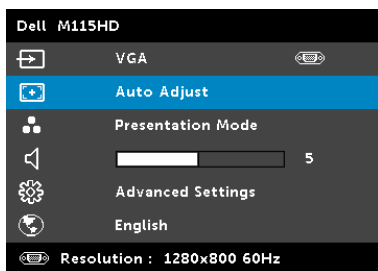 Dell M115HD
VGA
Auto Adjust
Presentation Mode
5
Advanced Settings
English
Resolution : 1280x800 60Hz